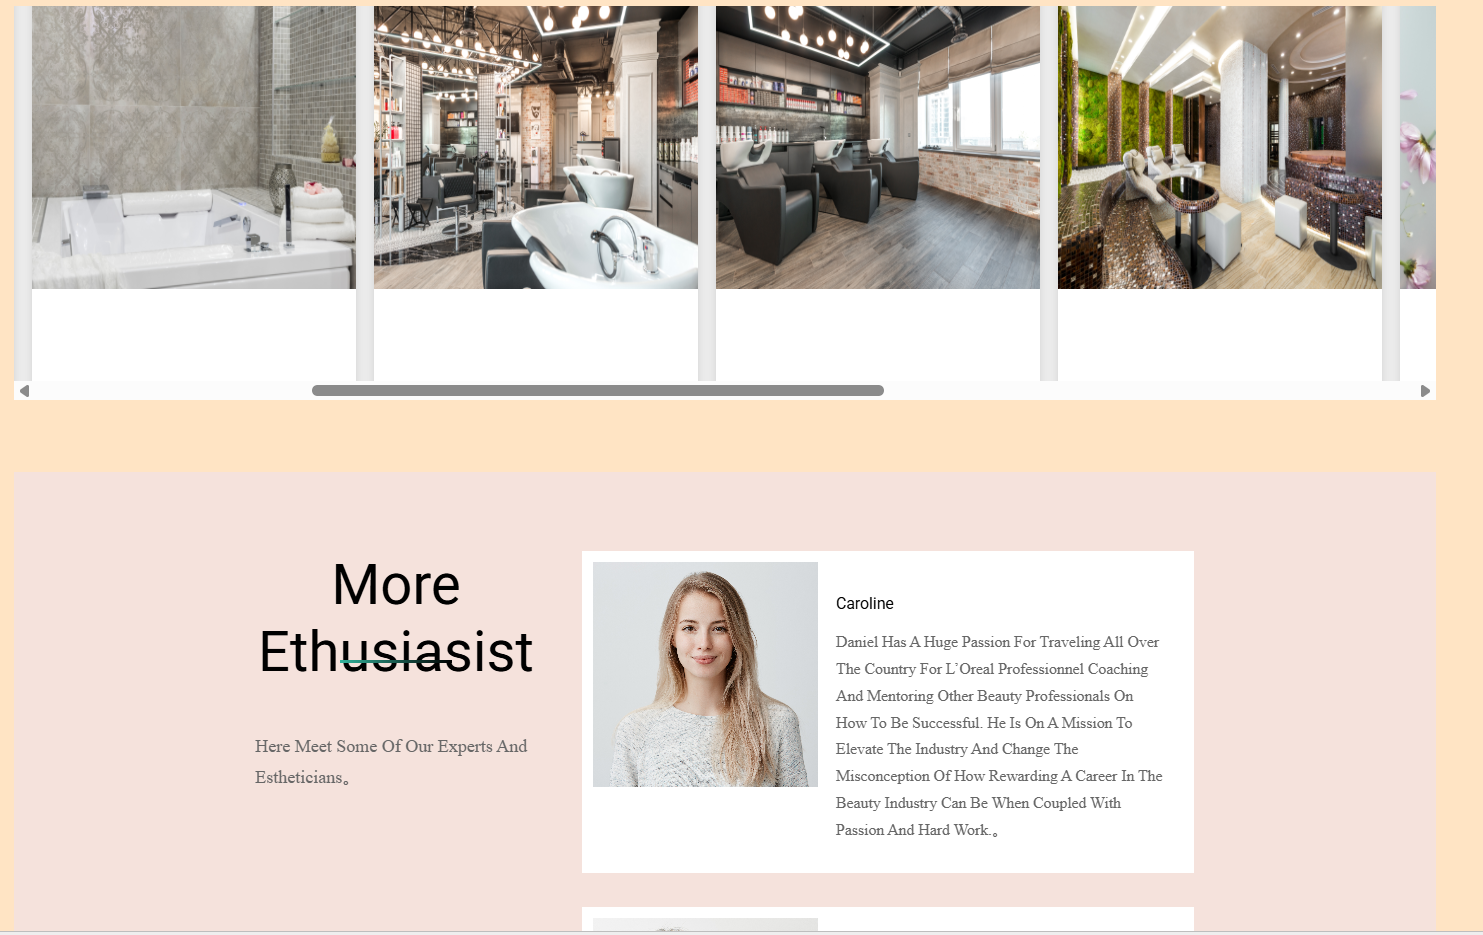 More
Ethusiasist
Here Meet Some Of Our Experts And
Estheticians。
Caroline
Daniel Has A Huge Passion For Traveling All Over
The Country For L’Oreal Professionnel Coaching
And Mentoring Other Beauty Professionals On
How To Be Successful. He Is On A Mission To
Elevate The Industry And Change The
Misconception Of How Rewarding A Career In The
Beauty Industry Can Be When Coupled With
Passion And Hard Work.。